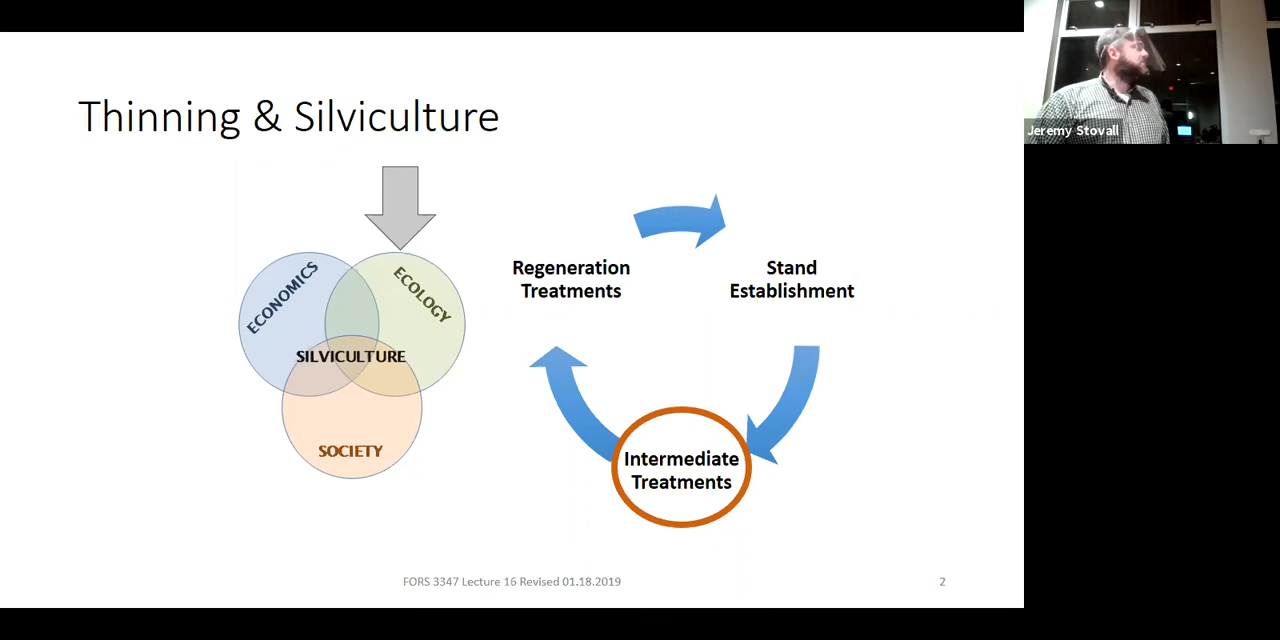 Thinning & Silviculture
ECONOMICS
ECOLOGY
SILVICULTURE
SOCIETY
Regeneration
Treatments
Stand
Establishment
Intermediate
Treatments
FORS 3347 Lecture 16 Revised 01.18.2019
2
Jeremy Stovall